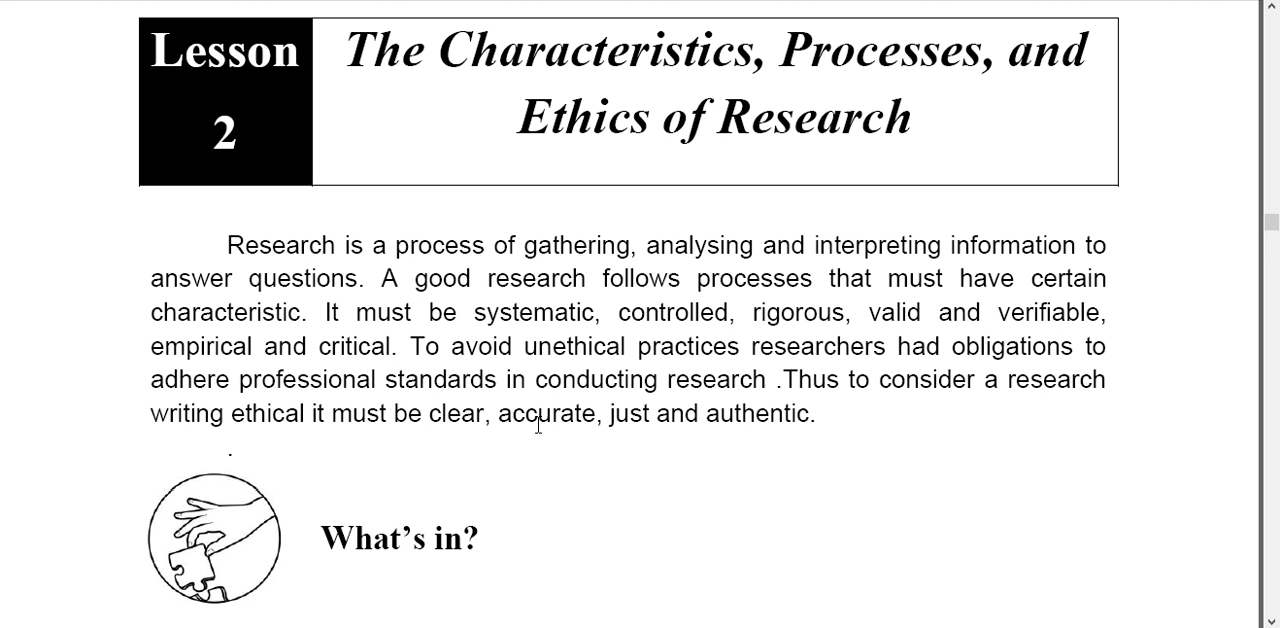 Lesson
2
The Characteristics, Processes, and
Ethics of Research
Research is a process of gathering, analysing and interpreting information to
answer questions. A good research follows processes that must have certain
characteristic. It must be systematic, controlled, rigorous, valid and verifiable,
empirical and critical. To avoid unethical practices researchers had obligations to
adhere professional standards in conducting research .Thus to consider a research
writing ethical it must be clear, accurate, just and authentic.
.
What’s in?